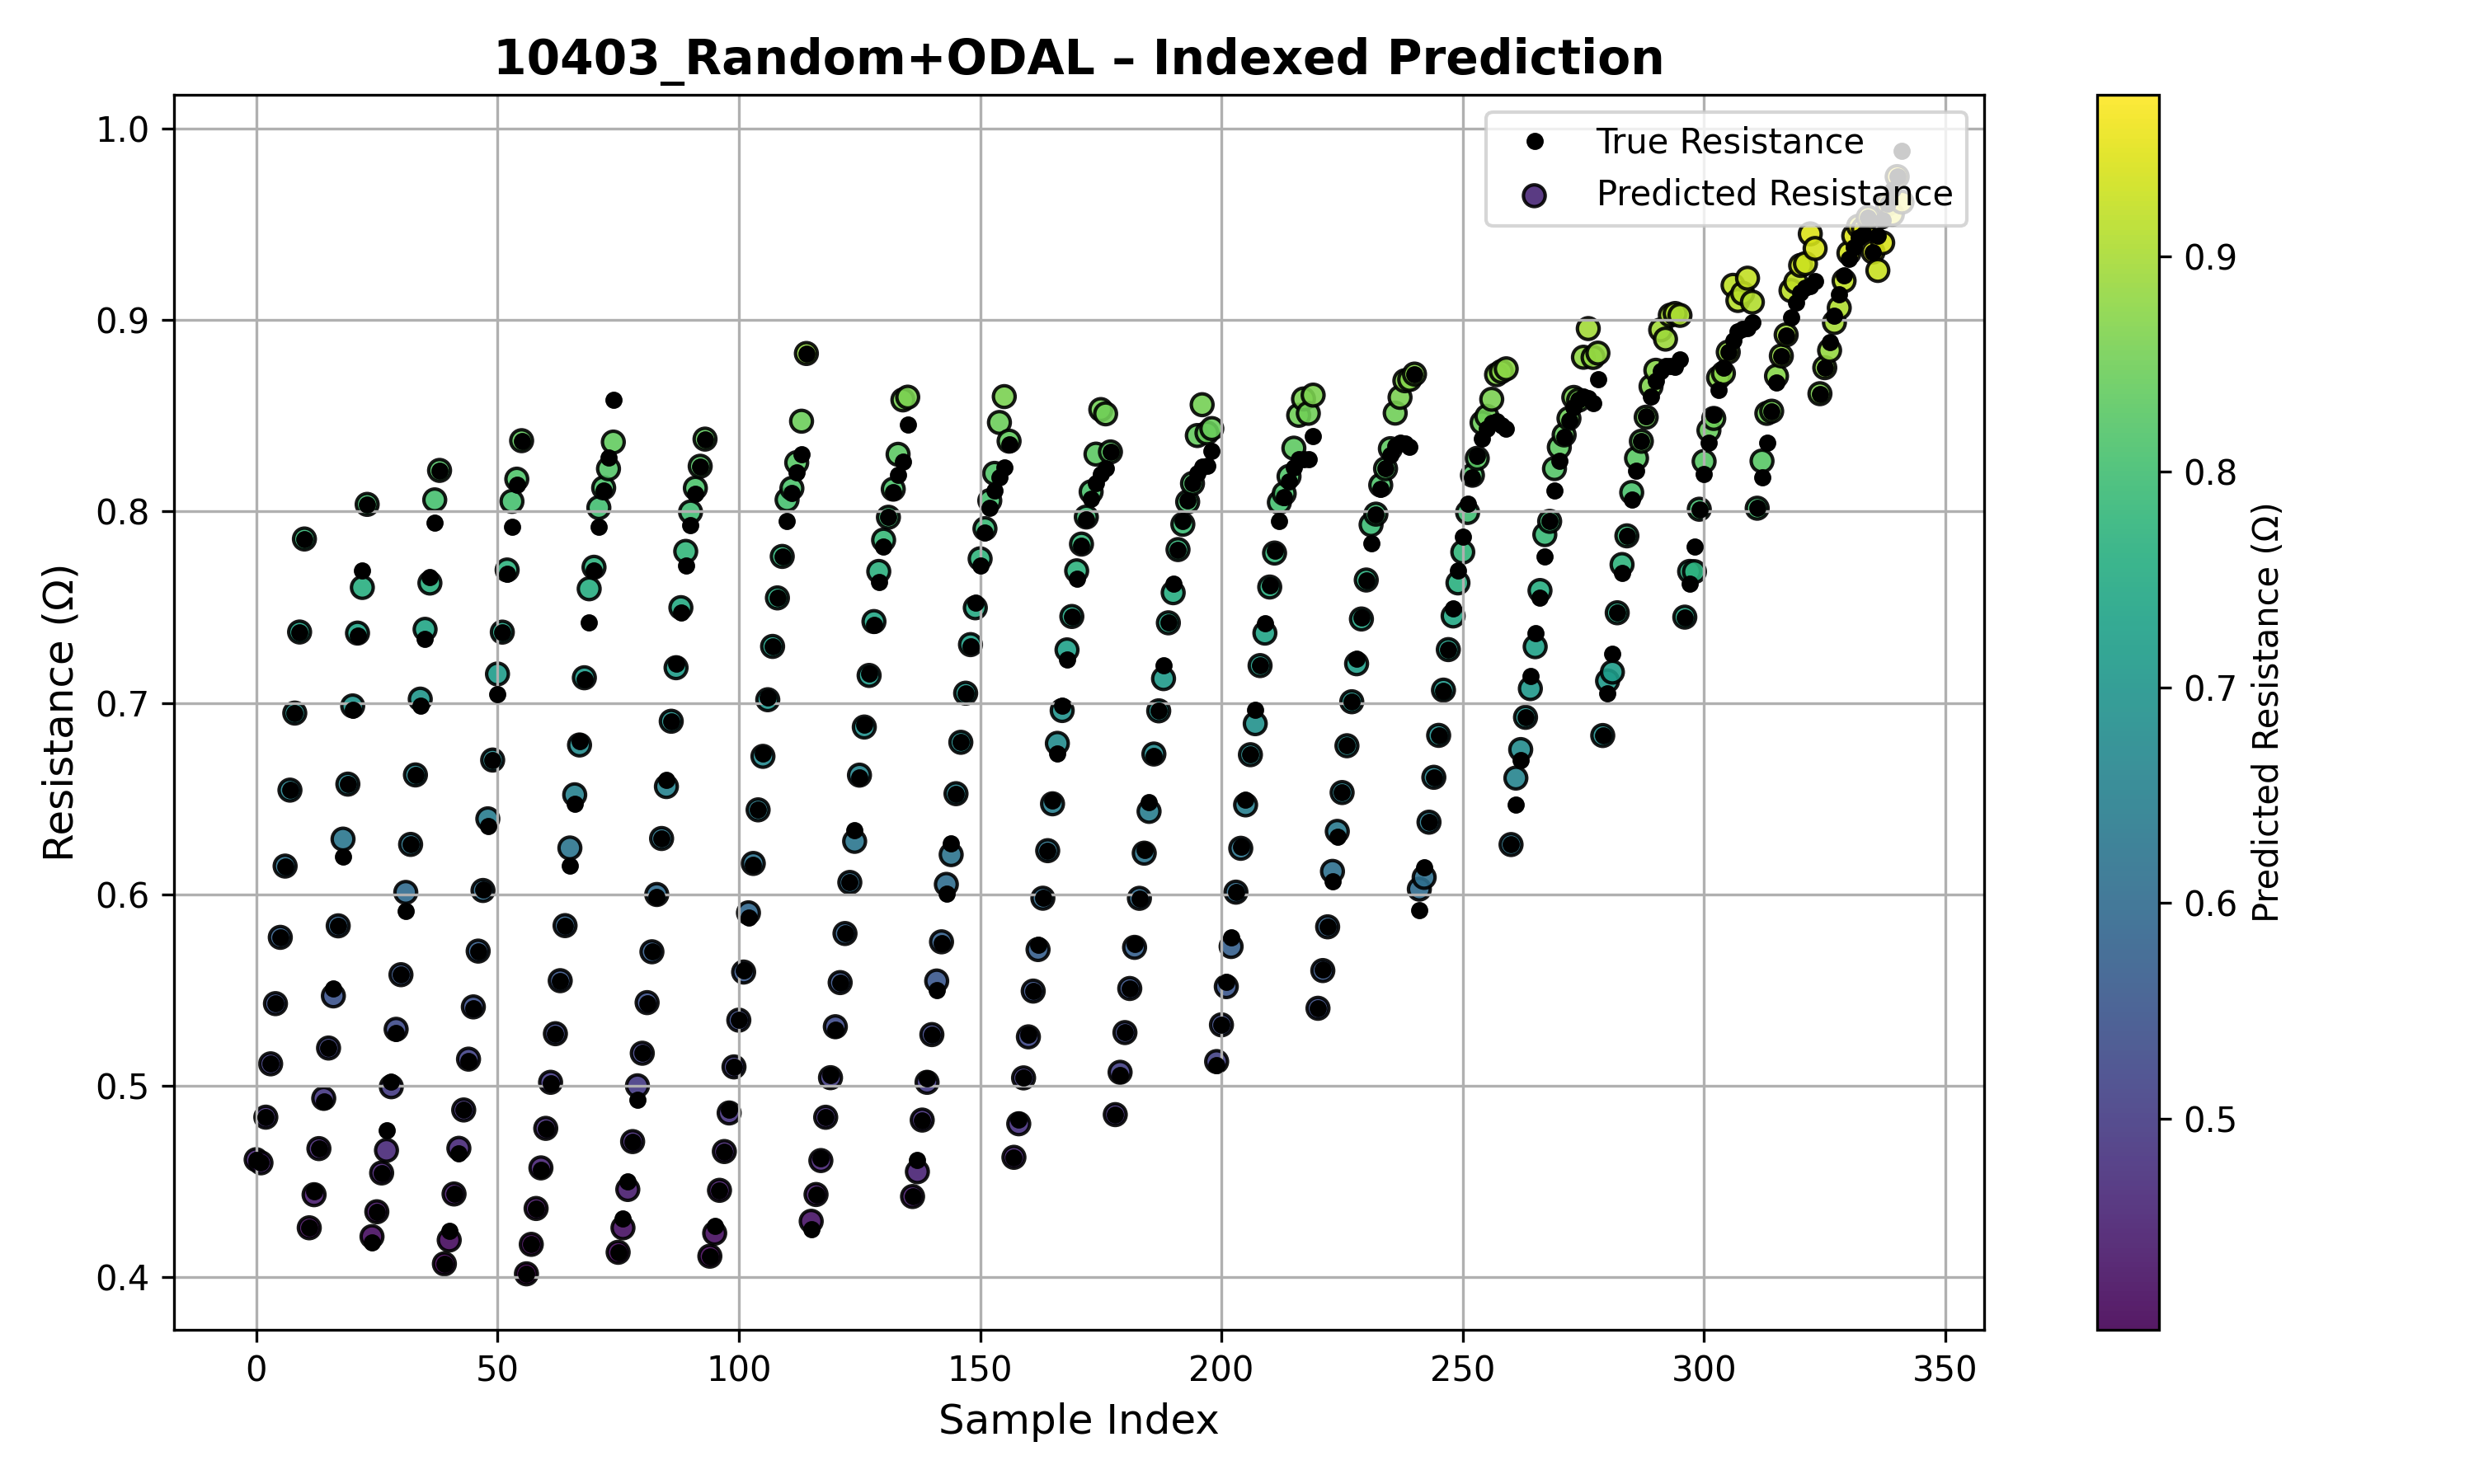 10403_Random+ODAL – Indexed Prediction
True Resistance
Predicted Resistance
Resistance (Ω)
1.0
0.9
0.8
0.7
0.6
0.5
0.4
0 50 100 150 200 250 300 350
Sample Index
0.9
0.8
0.7
0.6
0.5
Predicted Resistance (Ω)